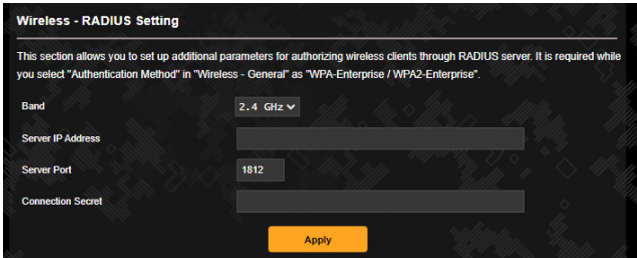 Wireless - RADIUS Setting
This section allows you to set up additional parameters for authorizing wireless clients through RADIUS server. It is required while
you select "Authentication Method" in "Wireless - General" as "WPA-Enterprise / WPA2-Enterprise".
Band 2.4 GHz
Server IP Address
Server Port 1812
Connection Secret
Apply